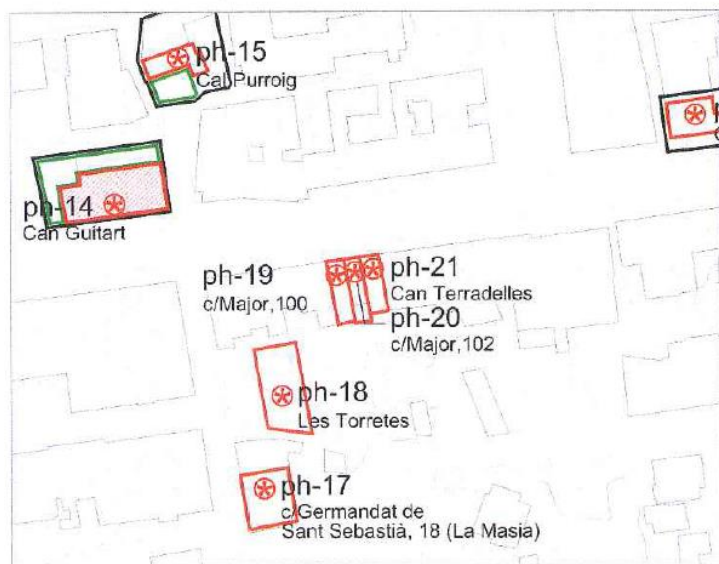 ph-15
Cal Purroig
ph-14
Can Guitart
ph-19
c/Major,100
ph-21
Can Terradelles
ph-20
c/Major,102
ph-18
Les Torretes
ph-17
c/Germandat de
Sant Sebastià, 18 (La Masia)